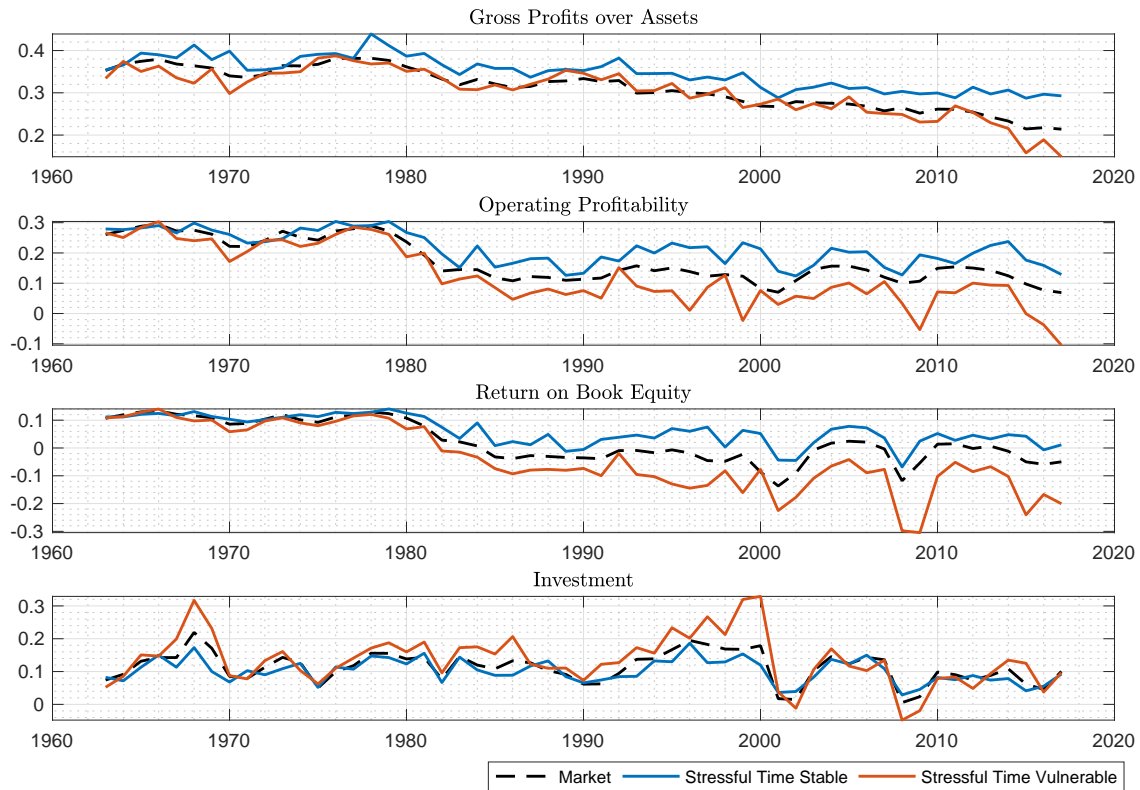 Gross Profits over Assets
0.4
0.3
0.2
1960 1970 1980 1990 2000 2010 2020
Operating Profitability
0.3
0.2
0.1
0
-0.1
1960 1970 1980 1990 2000 2010 2020
Return on Book Equity
0.1
0
-0.1
-0.2
-0.3
1960 1970 1980 1990 2000 2010 2020
Investment
0.3
0.2
0.1
0
1960 1970 1980 1990 2000 2010 2020
Market Stressful Time Stable Stressful Time Vulnerable